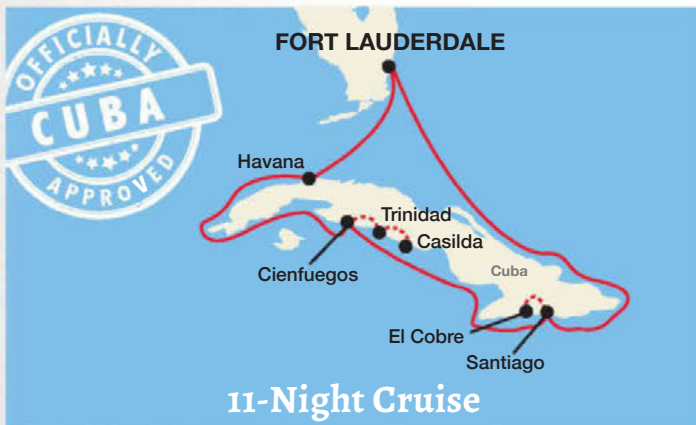 OFFICIALLY
CUBA
APPROVED
FORT LAUDERDALE
Havana
Trinidad
Casilda
Cienfuegos
Cuba
El Cobre
Santiago
11-Night Cruise